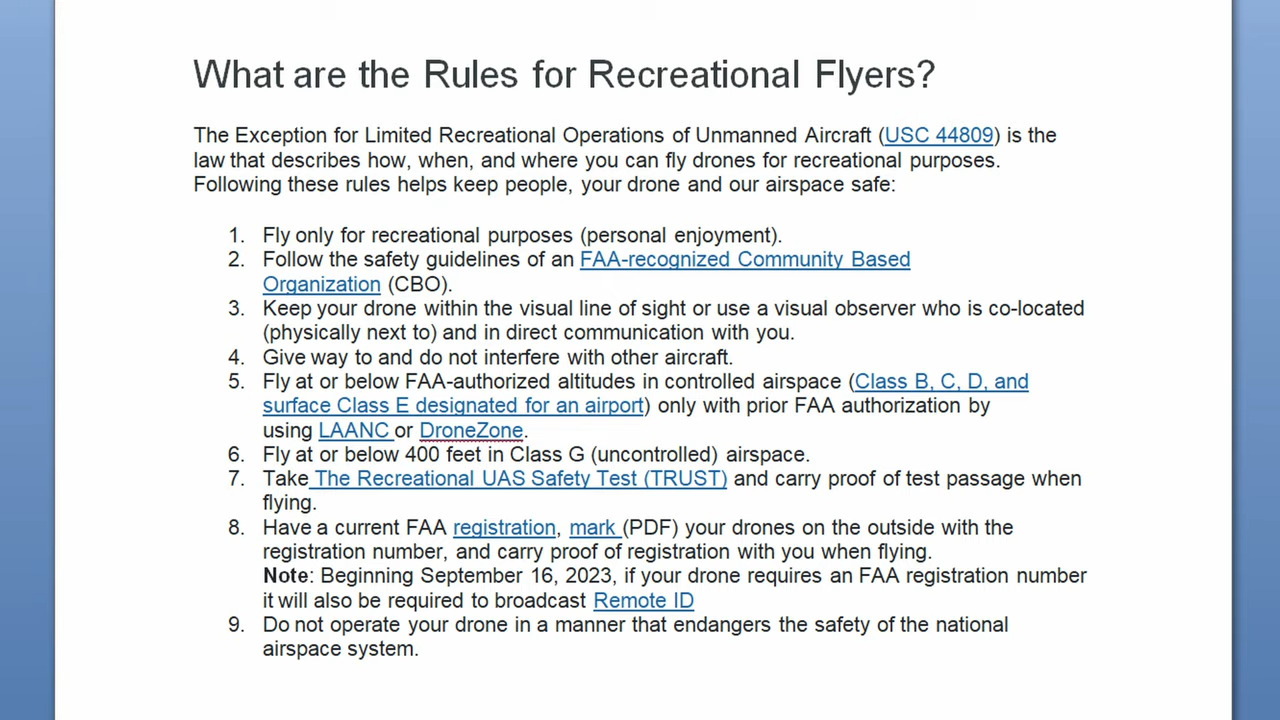 What are the Rules for Recreational Flyers?
The Exception for Limited Recreational Operations of Unmanned Aircraft (USC 44809) is the
law that describes how, when, and where you can fly drones for recreational purposes.
Following these rules helps keep people, your drone and our airspace safe:
1. Fly only for recreational purposes (personal enjoyment).
2. Follow the safety guidelines of an FAA-recognized Community Based
Organization (CBO).
3. Keep your drone within the visual line of sight or use a visual observer who is co-located
(physically next to) and in direct communication with you.
4. Give way to and do not interfere with other aircraft.
5. Fly at or below FAA-authorized altitudes in controlled airspace (Class B, C, D, and
surface Class E designated for an airport) only with prior FAA authorization by
using LAANC or DroneZone.
6. Fly at or below 400 feet in Class G (uncontrolled) airspace.
7. Take The Recreational UAS Safety Test (TRUST) and carry proof of test passage when
flying.
8. Have a current FAA registration, mark (PDF) your drones on the outside with the
registration number, and carry proof of registration with you when flying.
Note: Beginning September 16, 2023, if your drone requires an FAA registration number
it will also be required to broadcast Remote ID
9. Do not operate your drone in a manner that endangers the safety of the national
airspace system.